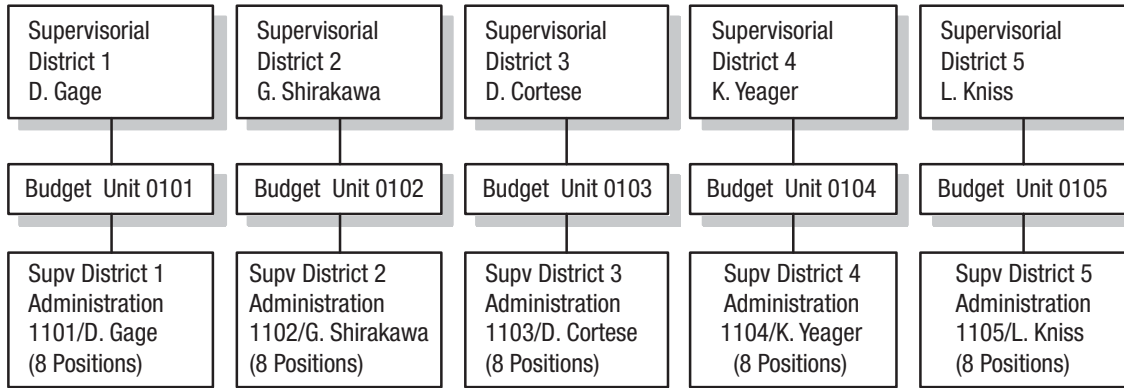 Supervisorial
District 1
D. Gage
Supervisorial
District 2
G. Shirakawa
Supervisorial
District 3
D. Cortese
Supervisorial
District 4
K. Yeager
Supervisorial
District 5
L. Kniss
Budget Unit 0101
Budget Unit 0102
Budget Unit 0103
Budget Unit 0104
Budget Unit 0105
Supv District 1
Administration
1101/D. Gage
(8 Positions)
Supv District 2
Administration
1102/G. Shirakawa
(8 Positions)
Supv District 3
Administration
1103/D. Cortese
(8 Positions)
Supv District 4
Administration
1104/K. Yeager
(8 Positions)
Supv District 5
Administration
1105/L. Kniss
(8 Positions)